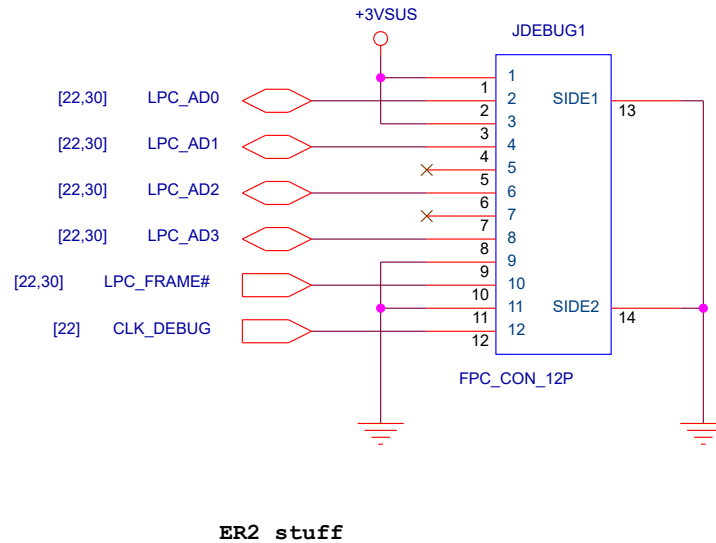 +3VSUS
JDEBUG1
1
1
[22,30] LPC_AD0 2 SIDE1 13
2
3
3
[22,30] LPC_AD1 4
4
5
5
[22,30] LPC_AD2 6
6
7
7
[22,30] LPC_AD3 8
8
9
9
[22,30] LPC_FRAME# 10
10
11 SIDE2 14
11
[22] CLK_DEBUG 12
12
FPC_CON_12P
ER2 stuff